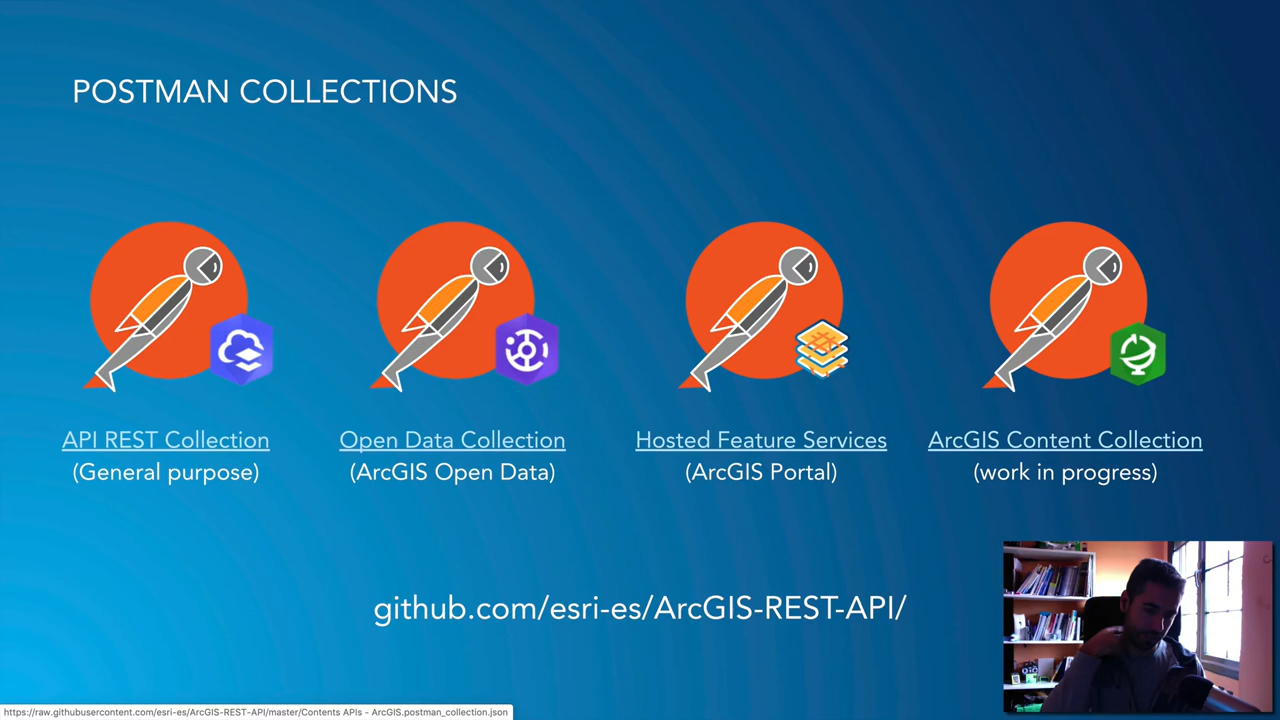 POSTMAN COLLECTIONS
API REST Collection
(General purpose)
Open Data Collection
(ArcGIS Open Data)
Hosted Feature Services
(ArcGIS Portal)
ArcGIS Content Collection
(work in progress)
github.com/esri-es/ArcGIS-REST-API/
https://raw.githubusercontent.com/esri-es/ArcGIS-REST-API/master/Contents APIs - ArcGIS.postman_collection.json